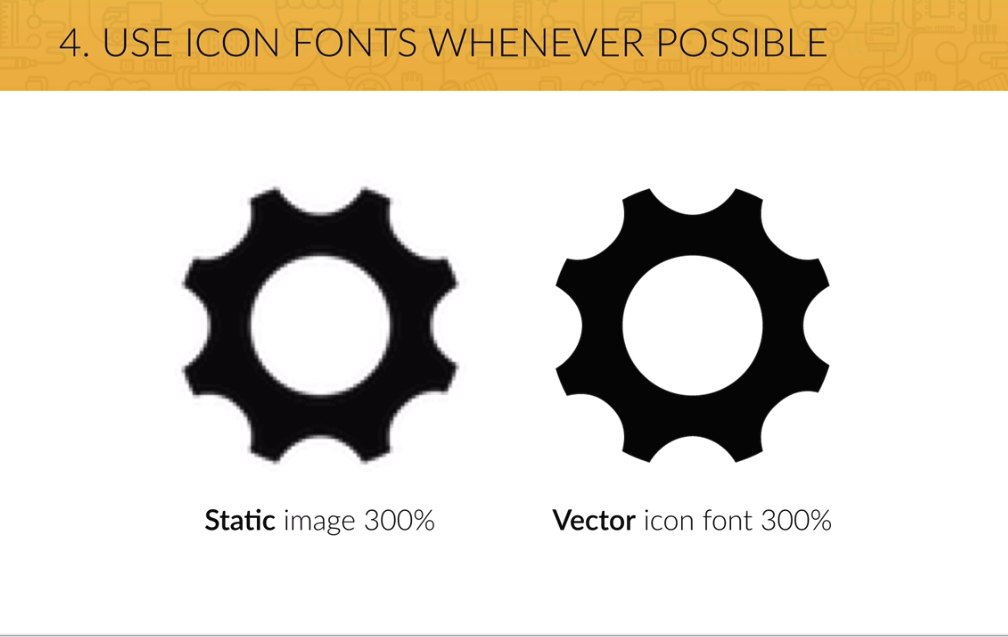 4. USE ICON FONTS WHENEVER POSSIBLE
Static image 300%
Vector icon font 300%